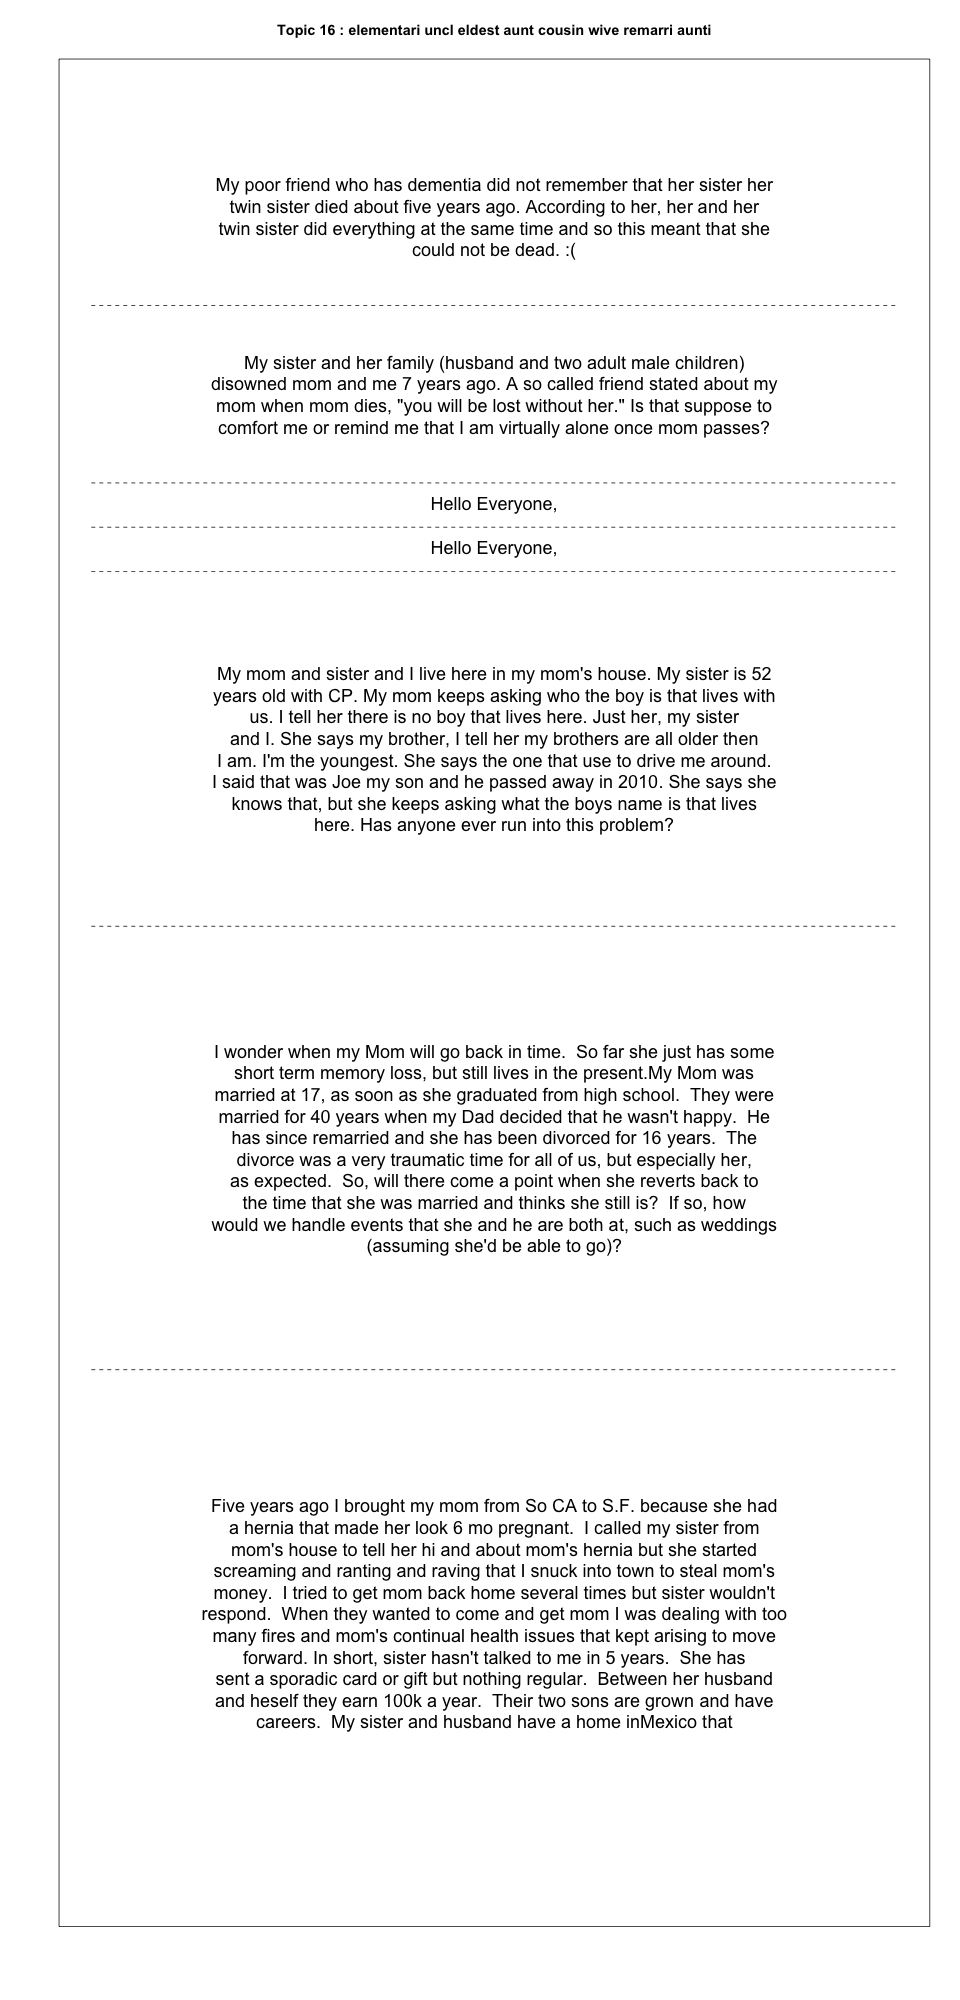 Topic 16 : elementari uncl eldest aunt cousin wive remarri aunti
My poor friend who has dementia did not remember that her sister her
twin sister died about five years ago. According to her, her and her
twin sister did everything at the same time and so this meant that she
could not be dead. :(
My sister and her family (husband and two adult male children)
disowned mom and me 7 years ago. A so called friend stated about my
mom when mom dies, "you will be lost without her." Is that suppose to
comfort me or remind me that I am virtually alone once mom passes?
Hello Everyone,
Hello Everyone,
My mom and sister and I live here in my mom's house. My sister is 52
years old with CP. My mom keeps asking who the boy is that lives with
us. I tell her there is no boy that lives here. Just her, my sister
and I. She says my brother, I tell her my brothers are all older then
I am. I'm the youngest. She says the one that use to drive me around.
I said that was Joe my son and he passed away in 2010. She says she
knows that, but she keeps asking what the boys name is that lives
here. Has anyone ever run into this problem?
I wonder when my Mom will go back in time.  So far she just has some
short term memory loss, but still lives in the present.My Mom was
married at 17, as soon as she graduated from high school.  They were
married for 40 years when my Dad decided that he wasn't happy.  He
has since remarried and she has been divorced for 16 years.  The
divorce was a very traumatic time for all of us, but especially her,
as expected.  So, will there come a point when she reverts back to
the time that she was married and thinks she still is?  If so, how
would we handle events that she and he are both at, such as weddings
(assuming she'd be able to go)?
Five years ago I brought my mom from So CA to S.F. because she had
a hernia that made her look 6 mo pregnant.  I called my sister from
mom's house to tell her hi and about mom's hernia but she started
screaming and ranting and raving that I snuck into town to steal mom's
money.  I tried to get mom back home several times but sister wouldn't
respond.  When they wanted to come and get mom I was dealing with too
many fires and mom's continual health issues that kept arising to move
forward. In short, sister hasn't talked to me in 5 years.  She has
sent a sporadic card or gift but nothing regular.  Between her husband
and heself they earn 100k a year.  Their two sons are grown and have
careers.  My sister and husband have a home inMexico that